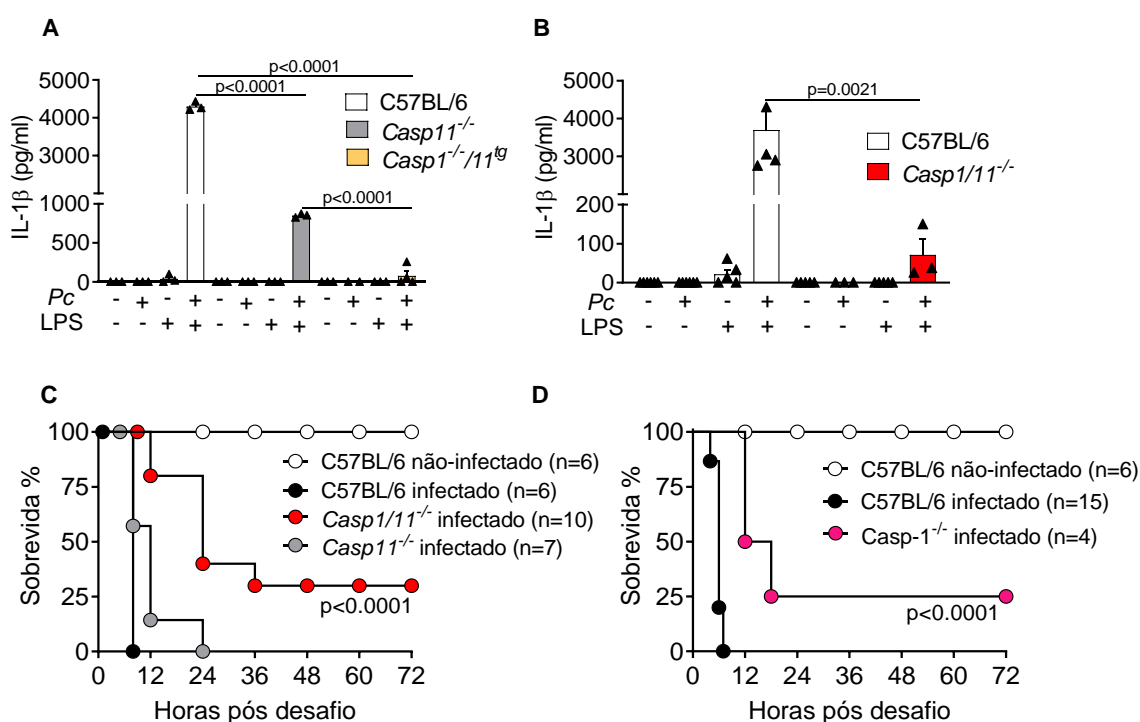 A
p<0.0001
p<0.0001
p<0.0001
IL-1β (pg/ml)
5000
4000
3000
2000
1000
500
0
C57BL/6
Casp11-/-
Casp1-/-/11tg
Pc - + - + - + - + - + - +
LPS - - + + - - + + - - + +
B
p=0.0021
IL-1β (pg/ml)
5000
4000
3000
2000
200
100
0
C57BL/6
Casp1/11-/-
Pc - + - + - + - +
LPS - - + + - - + +
C
Sobrevida %
100
75
50
25
0
C57BL/6 não-infectado (n=6)
C57BL/6 infectado (n=6)
Casp1/11-/- infectado (n=10)
Casp11-/- infectado (n=7)
p<0.0001
0 12 24 36 48 60 72
Horas pós desafio
D
Sobrevida %
100
75
50
25
0
C57BL/6 não-infectado (n=6)
C57BL/6 infectado (n=15)
Casp-1-/- infectado (n=4)
p<0.0001
0 12 24 36 48 60 72
Horas pós desafio